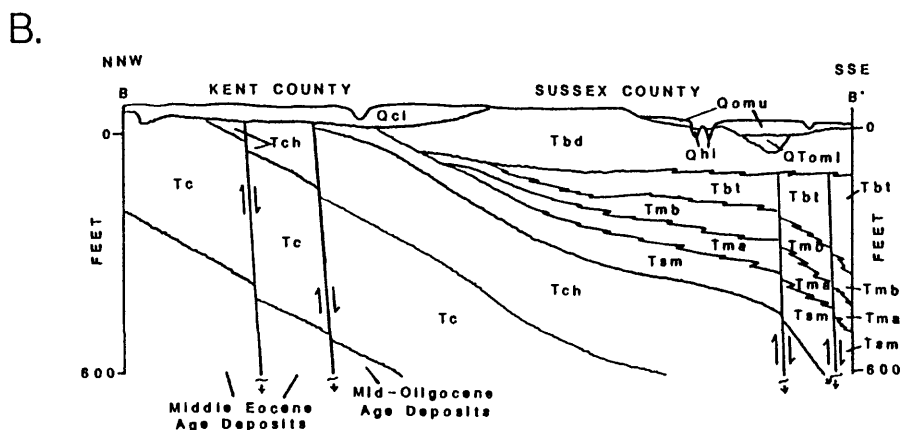 B.
NNW
SSE
B
KENT COUNTY
SUSSEX COUNTY
B'
Qomu
Qcl
0
0
Tch
Tbd
Qhl
QToml
Tc
Tbt
Tbt
Tbt
Tmb
Tc
Tma
Tmb
FEET
FEET
Tsm
Tma
Tmb
Tch
Tsm
Tma
Tc
Tsm
600
600
Middle Eocene
Age Deposits
Mid-Oligocene
Age Deposits